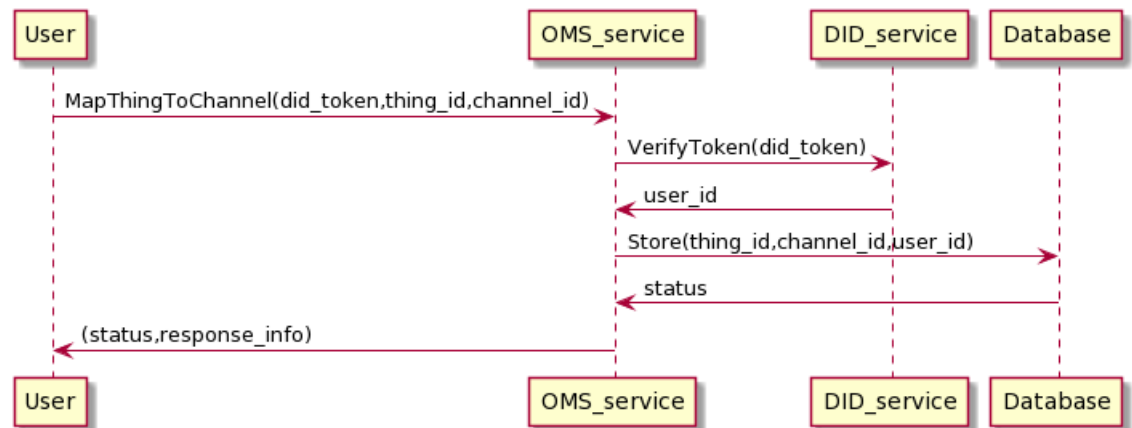 User OMS_service DID_service Database
MapThingToChannel(did_token,thing_id,channel_id)
VerifyToken(did_token)
user_id
Store(thing_id,channel_id,user_id)
status
(status,response_info)
User OMS_service DID_service Database